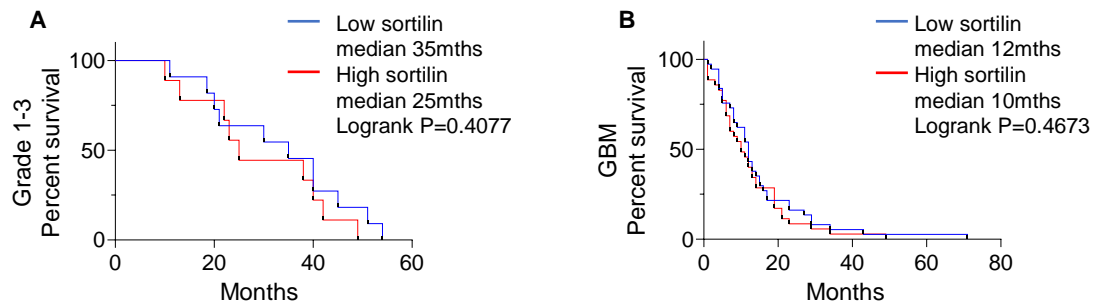 A
Low sortilin
median 35mths
High sortilin
median 25mths
Logrank P=0.4077
Grade 1-3
Percent survival
100
50
0
0 20 40 60
Months
B
Low sortilin
median 12mths
High sortilin
median 10mths
Logrank P=0.4673
GBM
Percent survival
100
50
0
0 20 40 60 80
Months